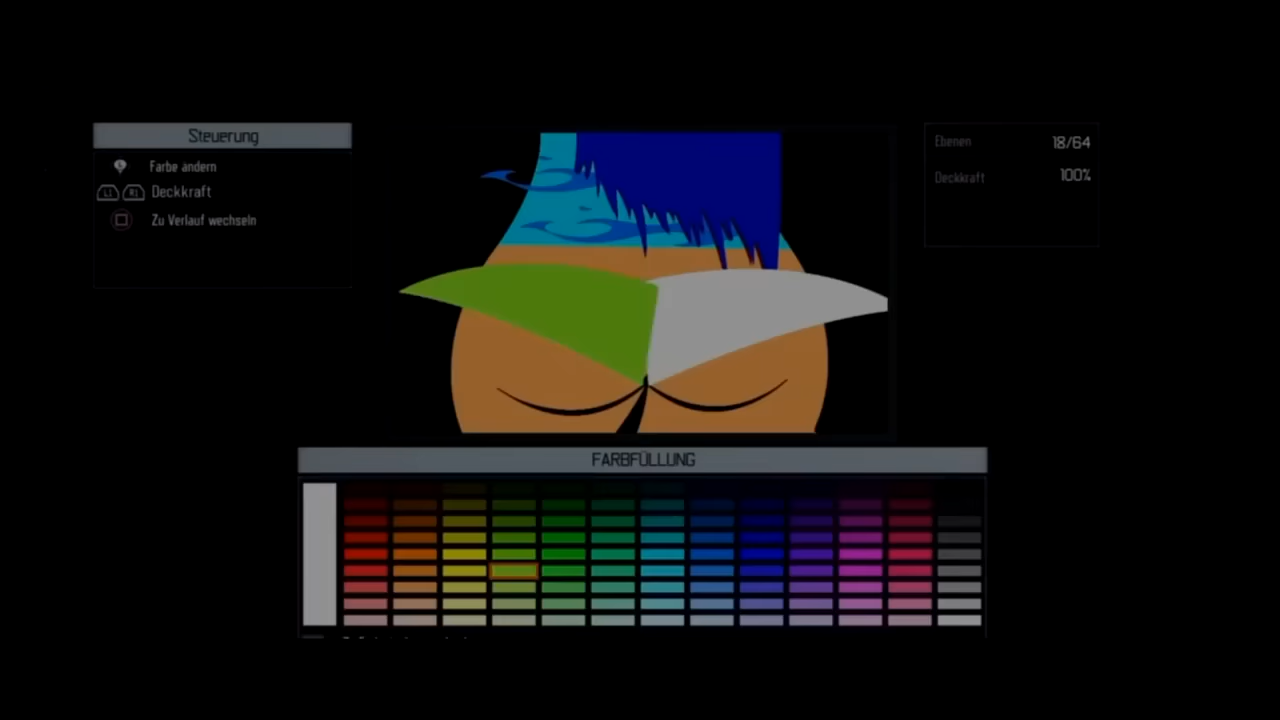 Steuerung
L Farbe ändern
L1 R1 Deckkraft
Zu Verlauf wechseln
Ebenen 18/64
Deckkraft 100%
FARBFÜLLUNG